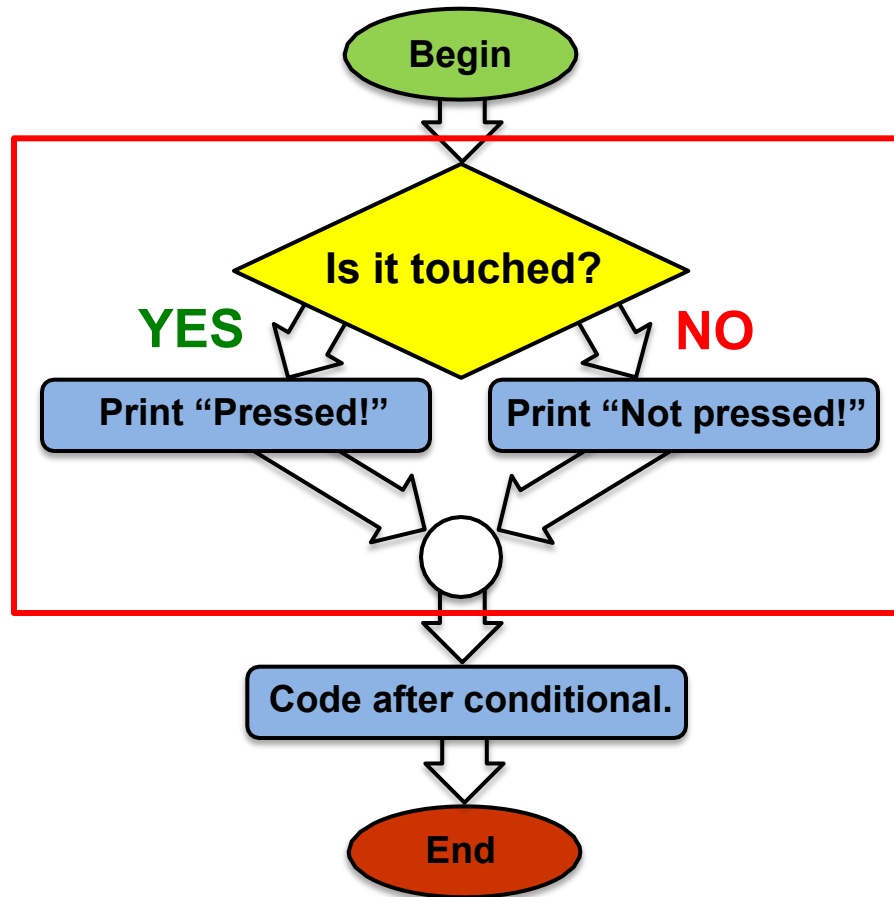 Begin
Is it touched?
YES
NO
Print “Pressed!”
Print “Not pressed!”
Code after conditional.
End